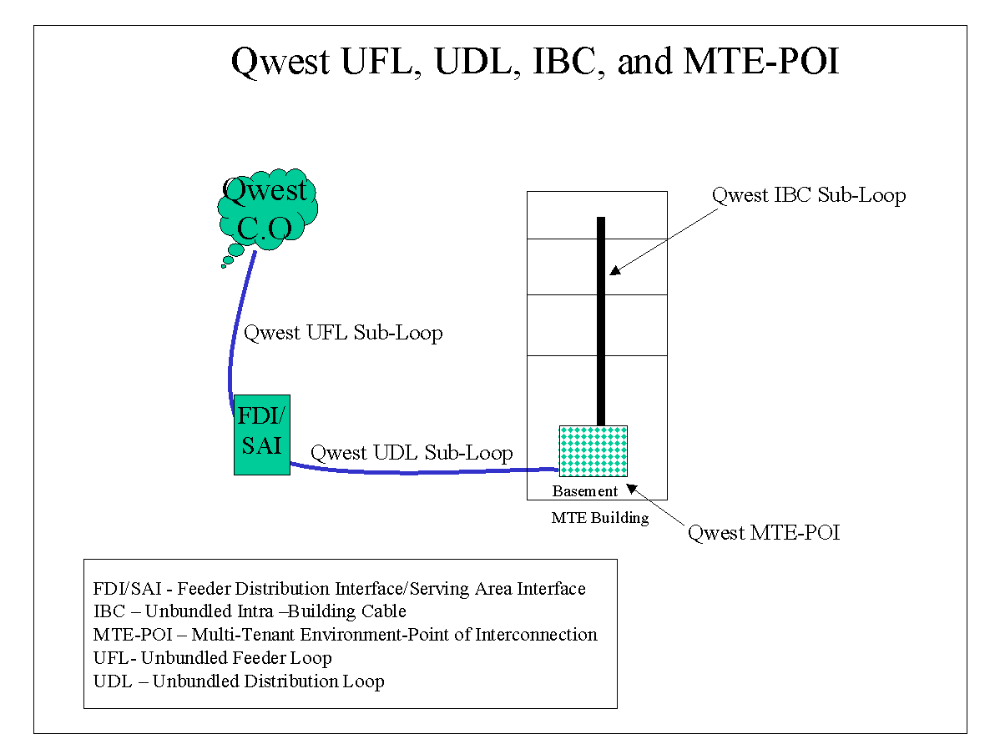 Qwest UFL, UDL, IBC, and MTE-POI
Qwest
C.O
Qwest IBC Sub-Loop
Qwest UFL Sub-Loop
FDI/
SAI
Qwest UDL Sub-Loop
Basement
MTE Building
Qwest MTE-POI
FDI/SAI - Feeder Distribution Interface/Serving Area Interface
IBC – Unbundled Intra –Building Cable
MTE-POI – Multi-Tenant Environment-Point of Interconnection
UFL- Unbundled Feeder Loop
UDL – Unbundled Distribution Loop